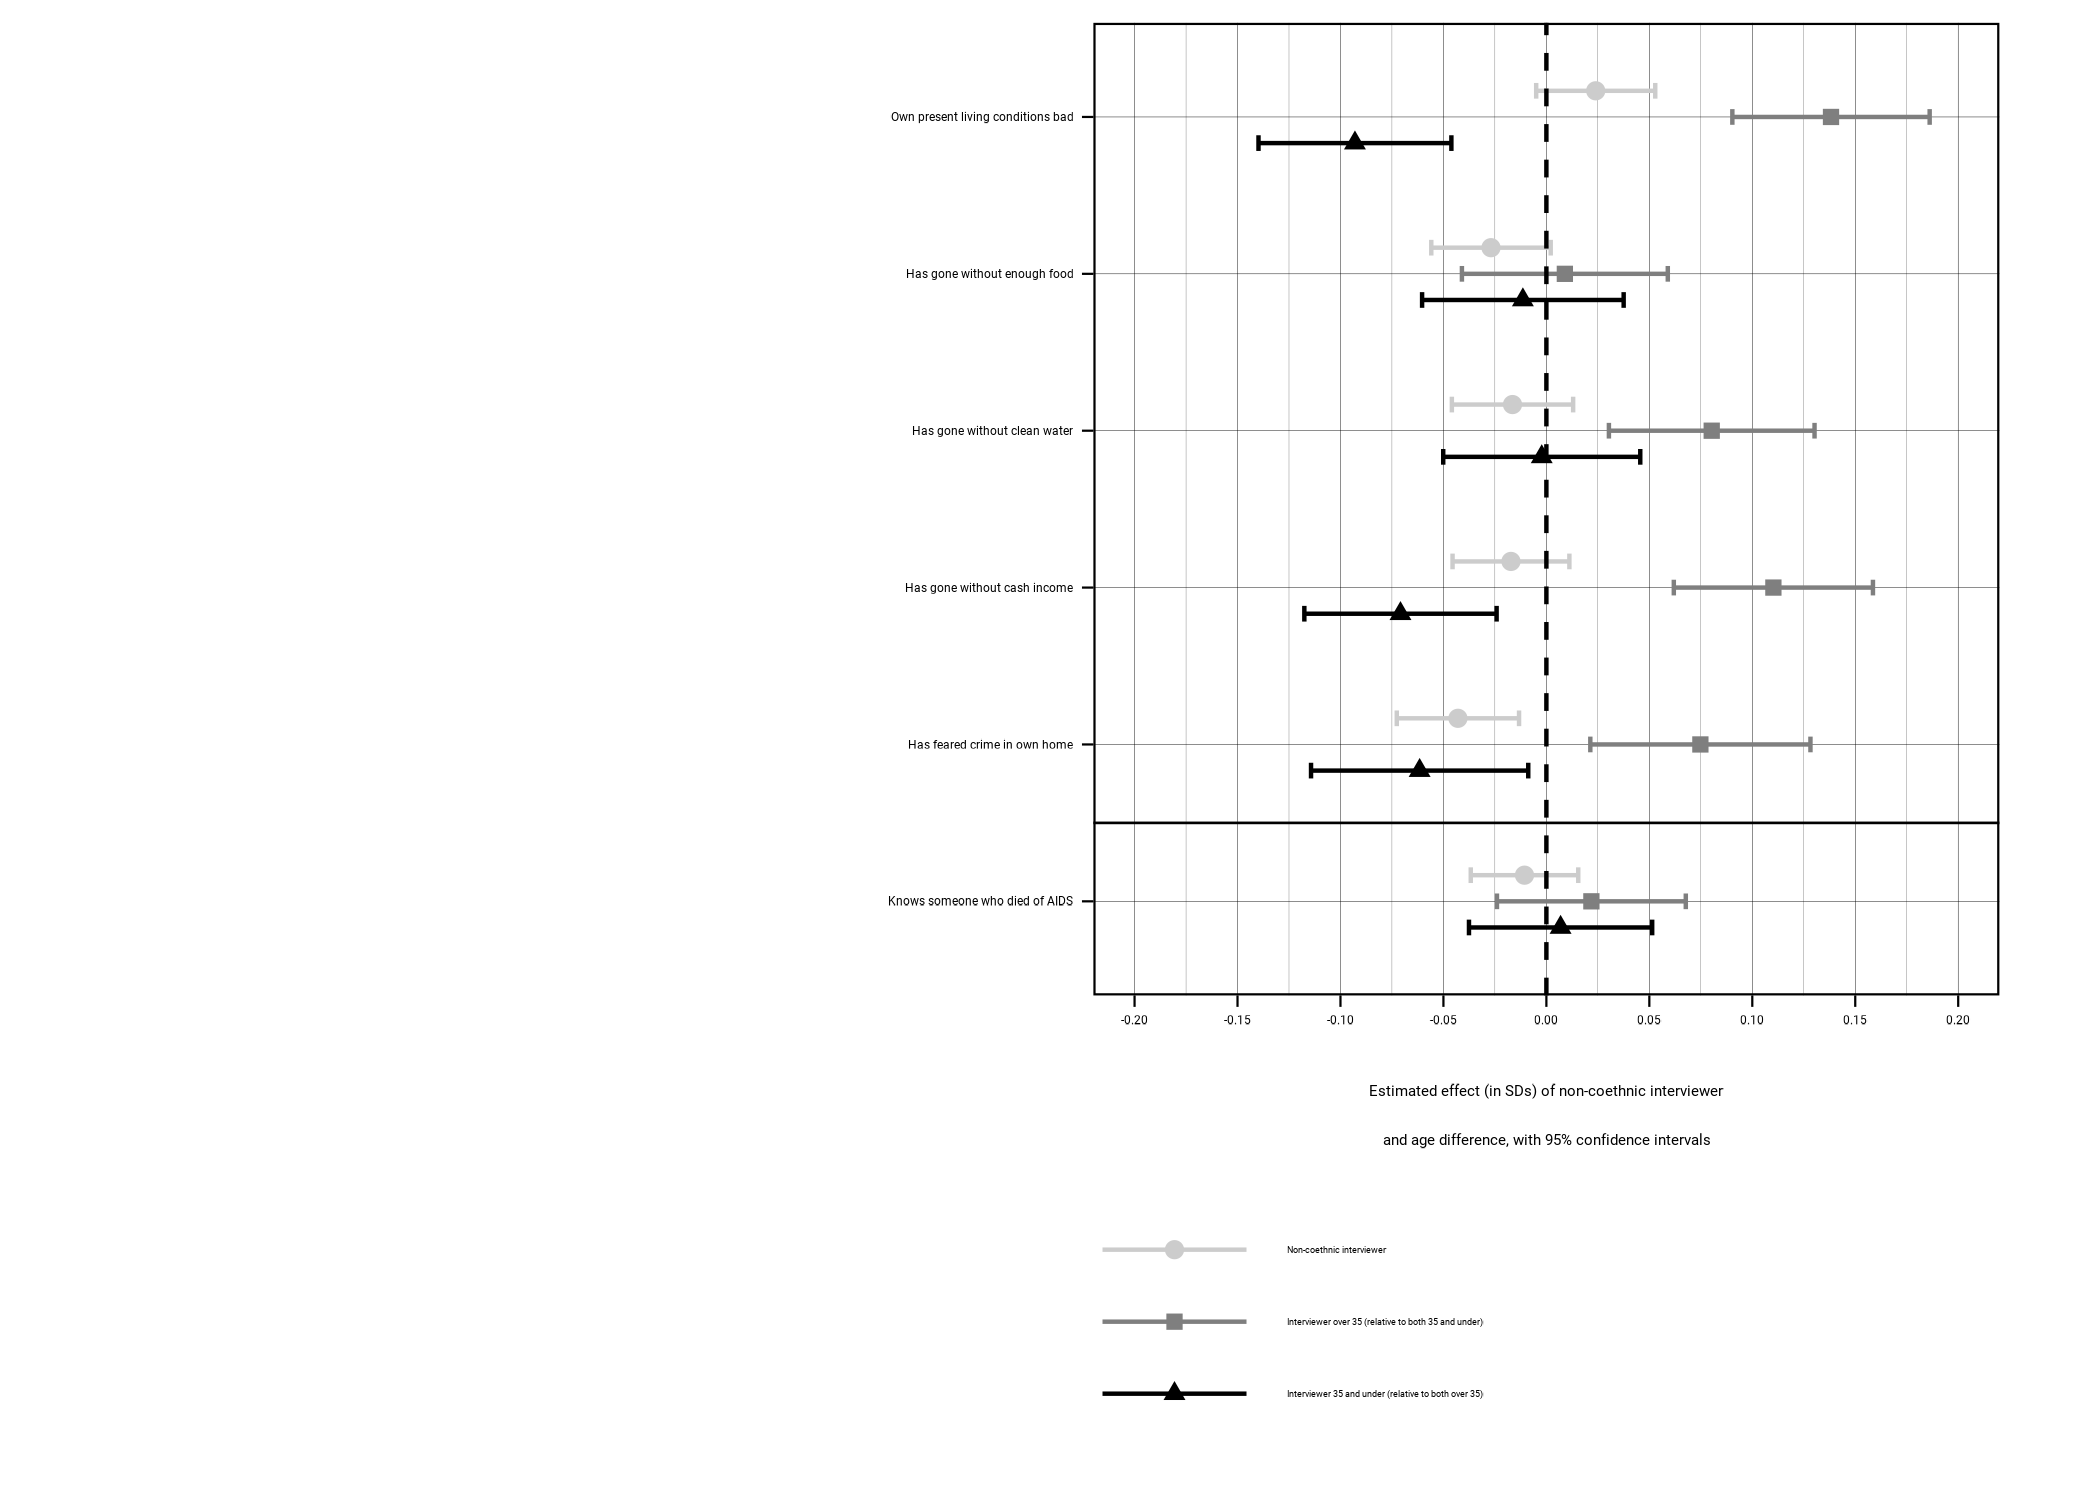 Own present living conditions bad
Has gone without enough food
Has gone without clean water
Has gone without cash income
Has feared crime in own home
Knows someone who died of AIDS
-0.20 -0.15 -0.10 -0.05 0.00 0.05 0.10 0.15 0.20
Estimated effect (in SDs) of non-coethnic interviewer
and age difference, with 95% confidence intervals
Non-coethnic interviewer
Interviewer over 35 (relative to both 35 and under)
Interviewer 35 and under (relative to both over 35)